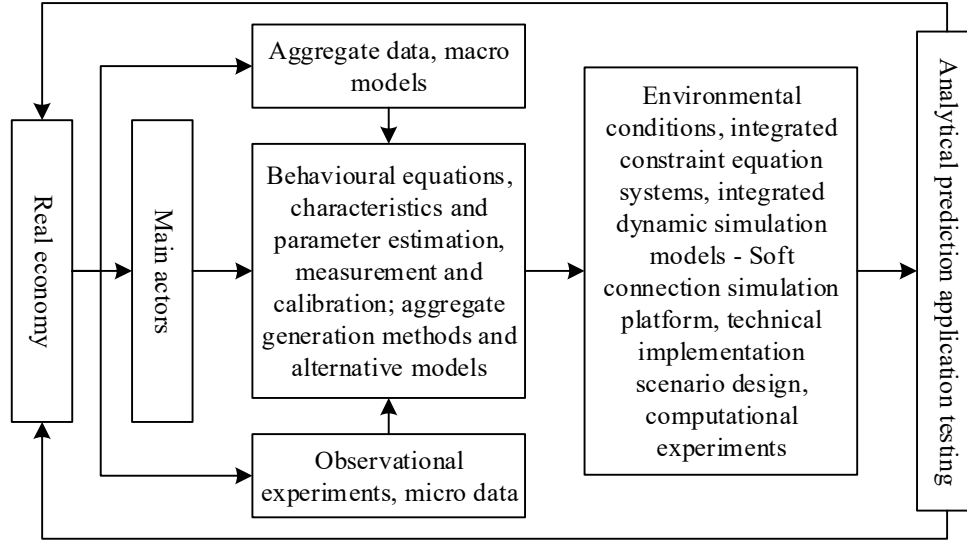 Real economy
Main actors
Aggregate data, macro
models
Behavioural equations,
characteristics and
parameter estimation,
measurement and
calibration; aggregate
generation methods and
alternative models
Observational
experiments, micro data
Environmental
conditions, integrated
constraint equation
systems, integrated
dynamic simulation
models - Soft
connection simulation
platform, technical
implementation
scenario design,
computational
experiments
Analytical prediction application testing